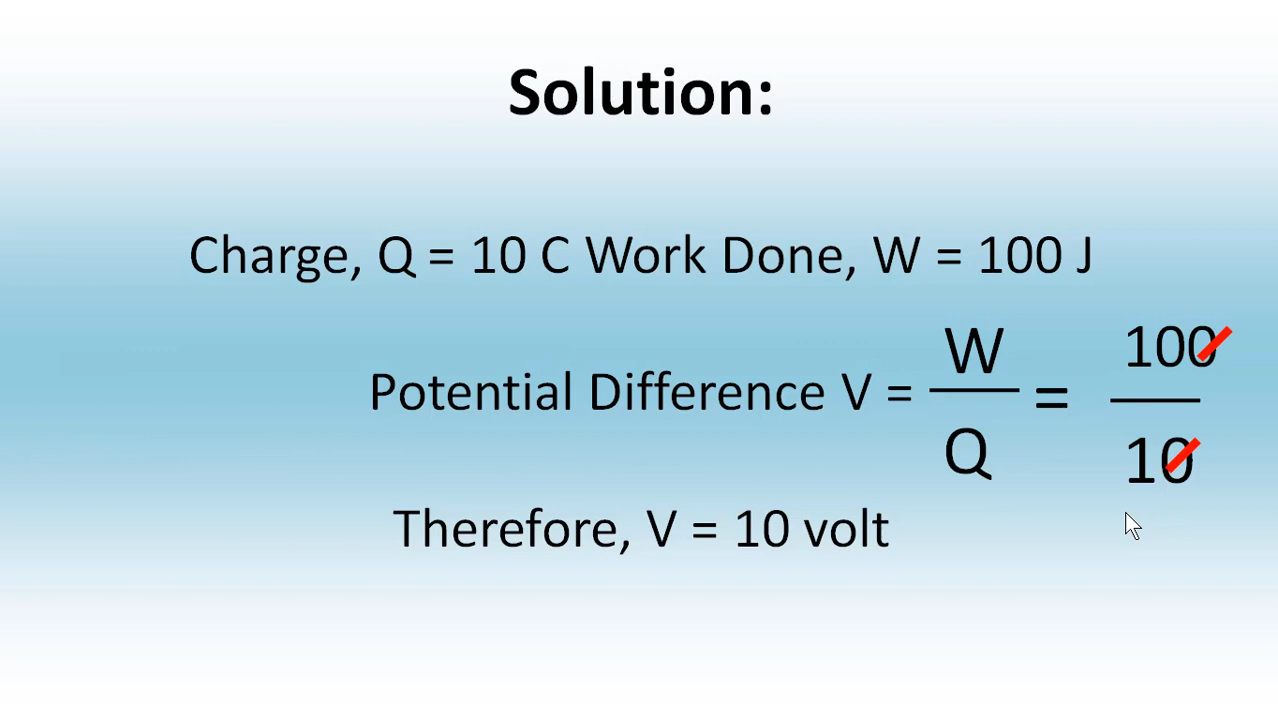 Solution:
Charge, Q = 10 C Work Done, W = 100 J
Potential Difference V = W/Q = 100/10
Therefore, V = 10 volt